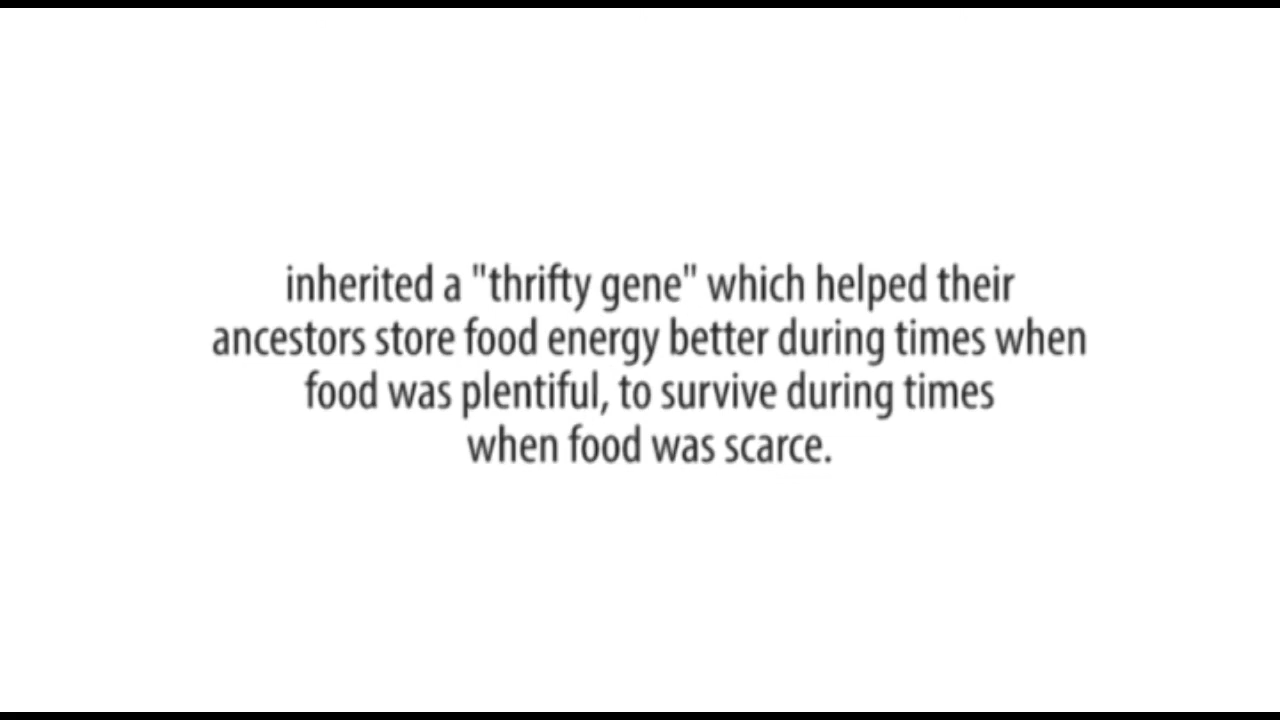 inherited a "thrifty gene" which helped their
ancestors store food energy better during times when
food was plentiful, to survive during times
when food was scarce.